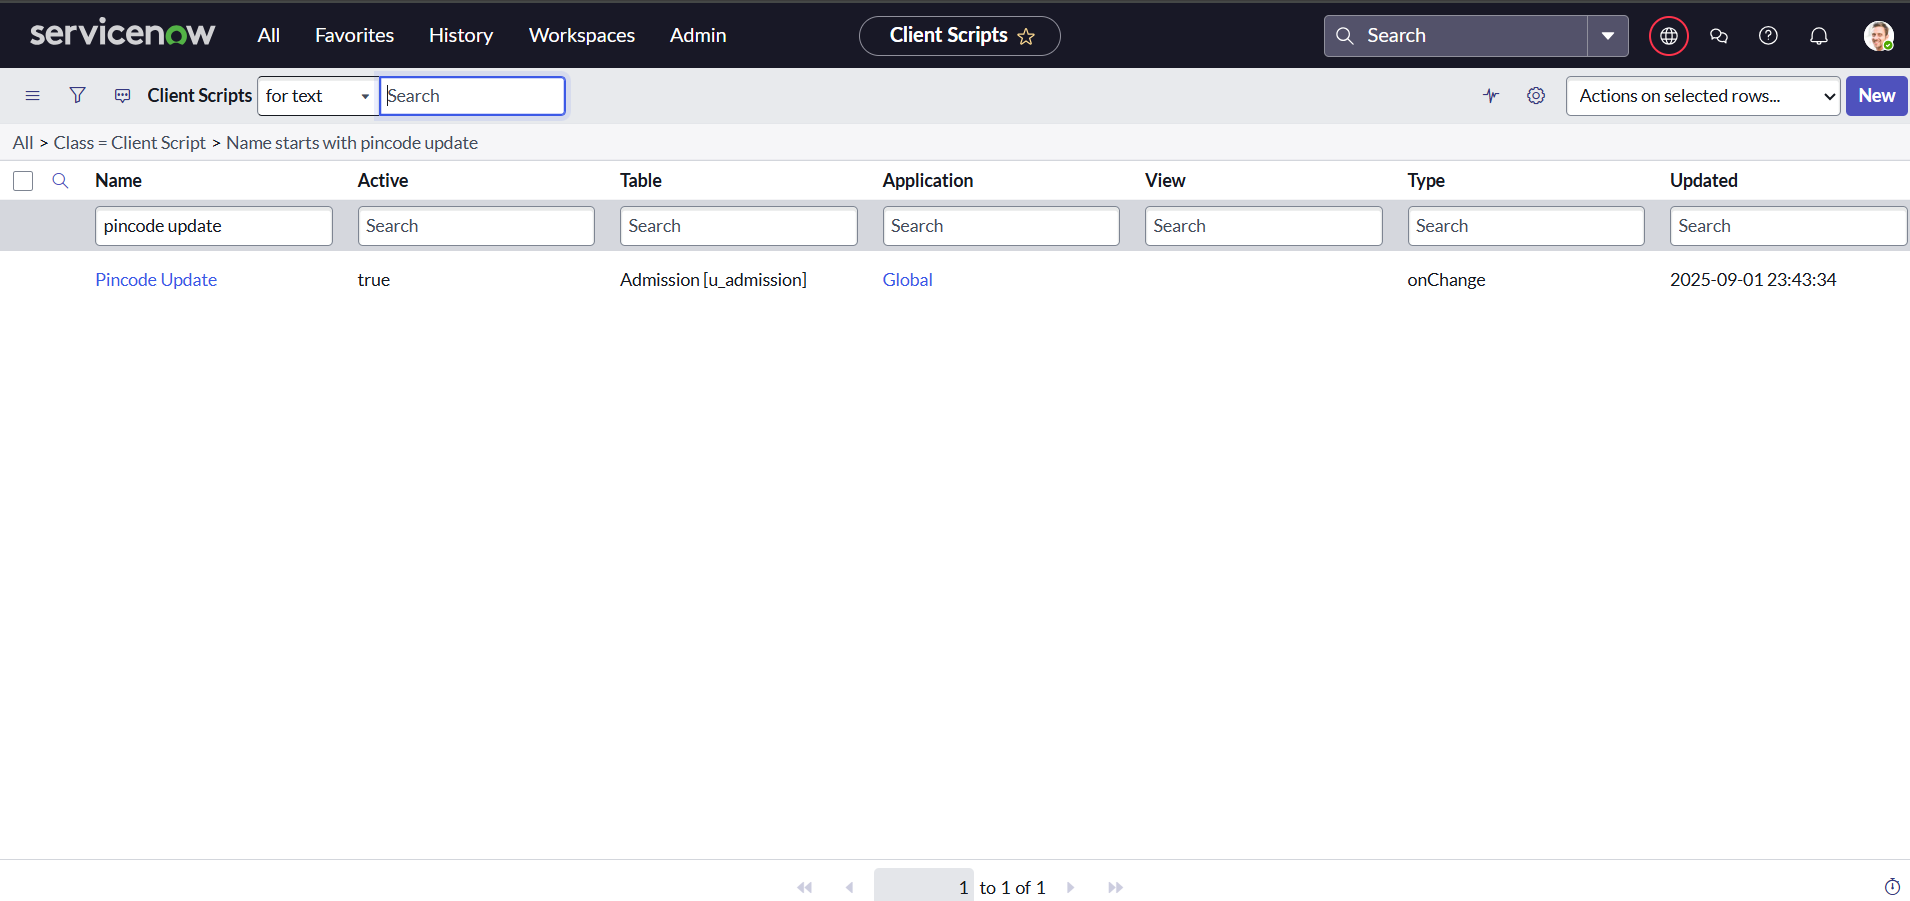 servicenow All Favorites History Workspaces Admin Client Scripts Search
Client Scripts for text Search Actions on selected rows... New
All > Class = Client Script > Name starts with pincode update
Name Active Table Application View Type Updated
pincode update Search Search Search Search Search Search
Pincode Update true Admission [u_admission] Global onChange 2025-09-01 23:43:34
1 to 1 of 1